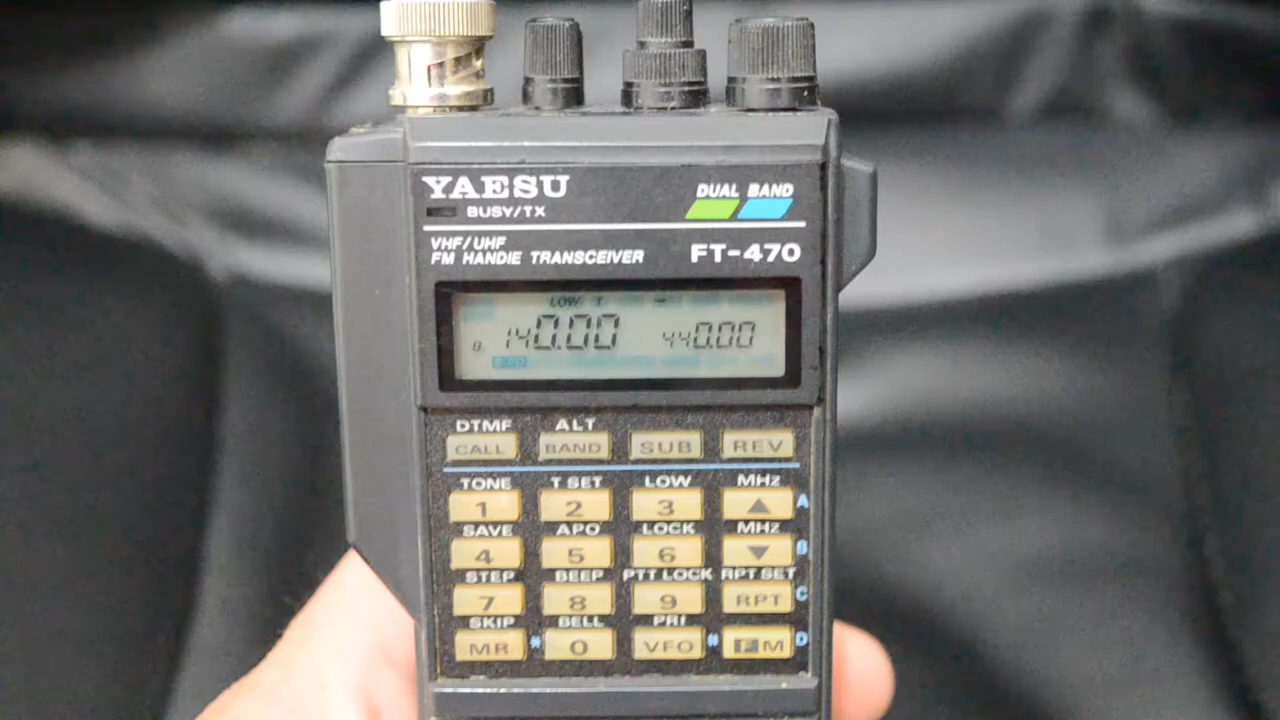 YAESU
DUAL BAND
BUSY/TX
VHF/UHF
FM HANDIE TRANSCEIVER
FT-470
LOW T
8. 140.00 440.00
DTMF ALT
CALL BAND SUB REV
TONE T SET LOW MHz
1 2 3 ▲ A
SAVE APO LOCK MHz
4 5 6 ▼ B
STEP BEEP PTT LOCK RPT SET
7 8 9 RPT C
SKIP BELL PRI
MR * 0 VFO # FM D